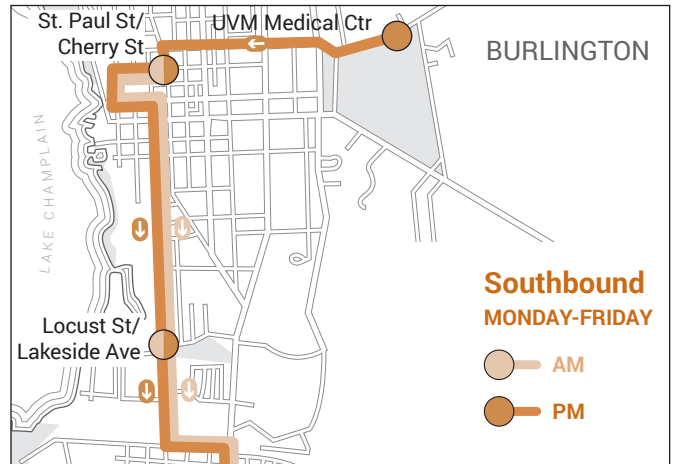 St. Paul St/
Cherry St
UVM Medical Ctr
BURLINGTON
LAKE CHAMPLAIN
Locust St/
Lakeside Ave
Southbound
MONDAY-FRIDAY
AM
PM